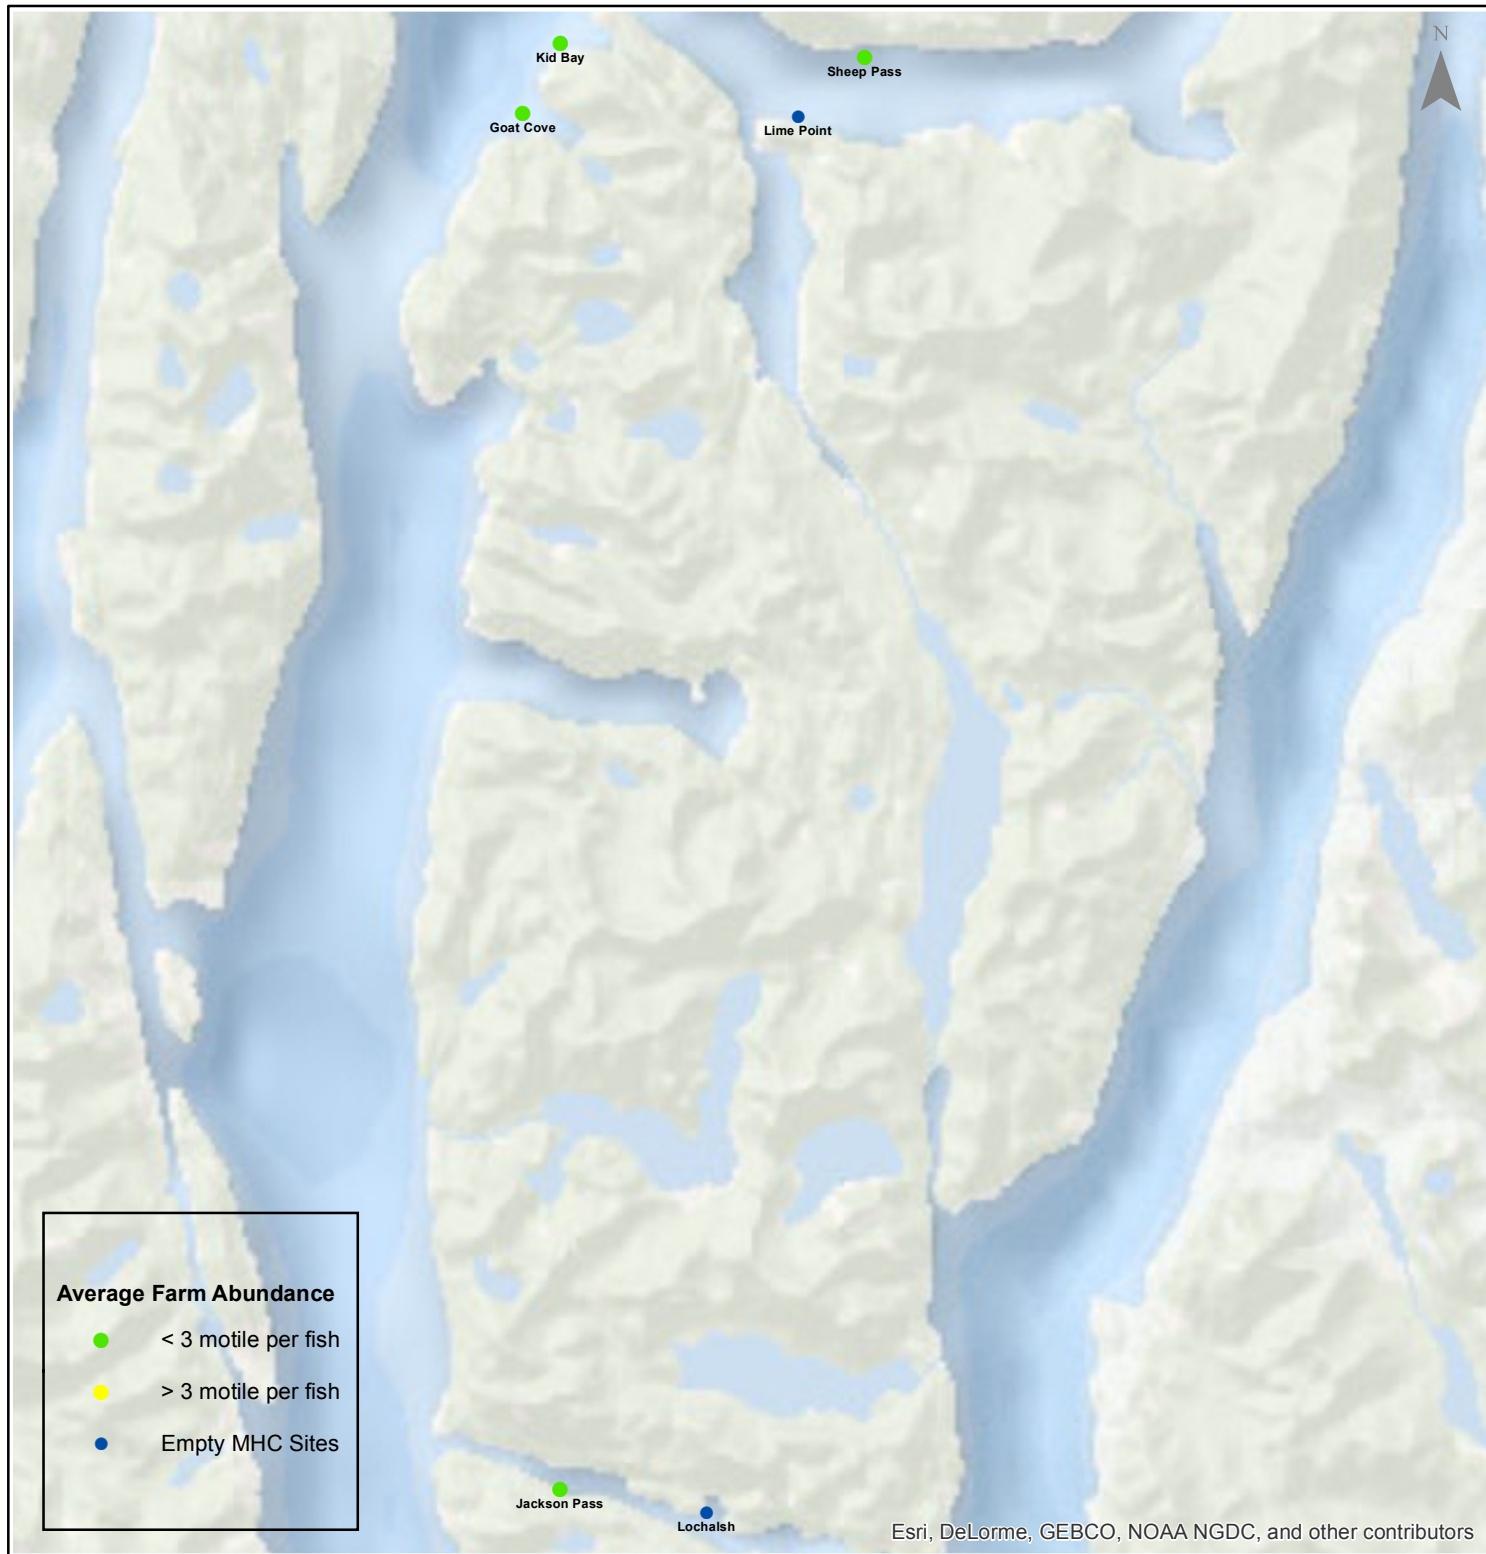 N
Kid Bay
Sheep Pass
Goat Cove
Lime Point
Average Farm Abundance
< 3 motile per fish
> 3 motile per fish
Empty MHC Sites
Jackson Pass
Lochalsh
Esri, DeLorme, GEBCO, NOAA NGDC, and other contributors